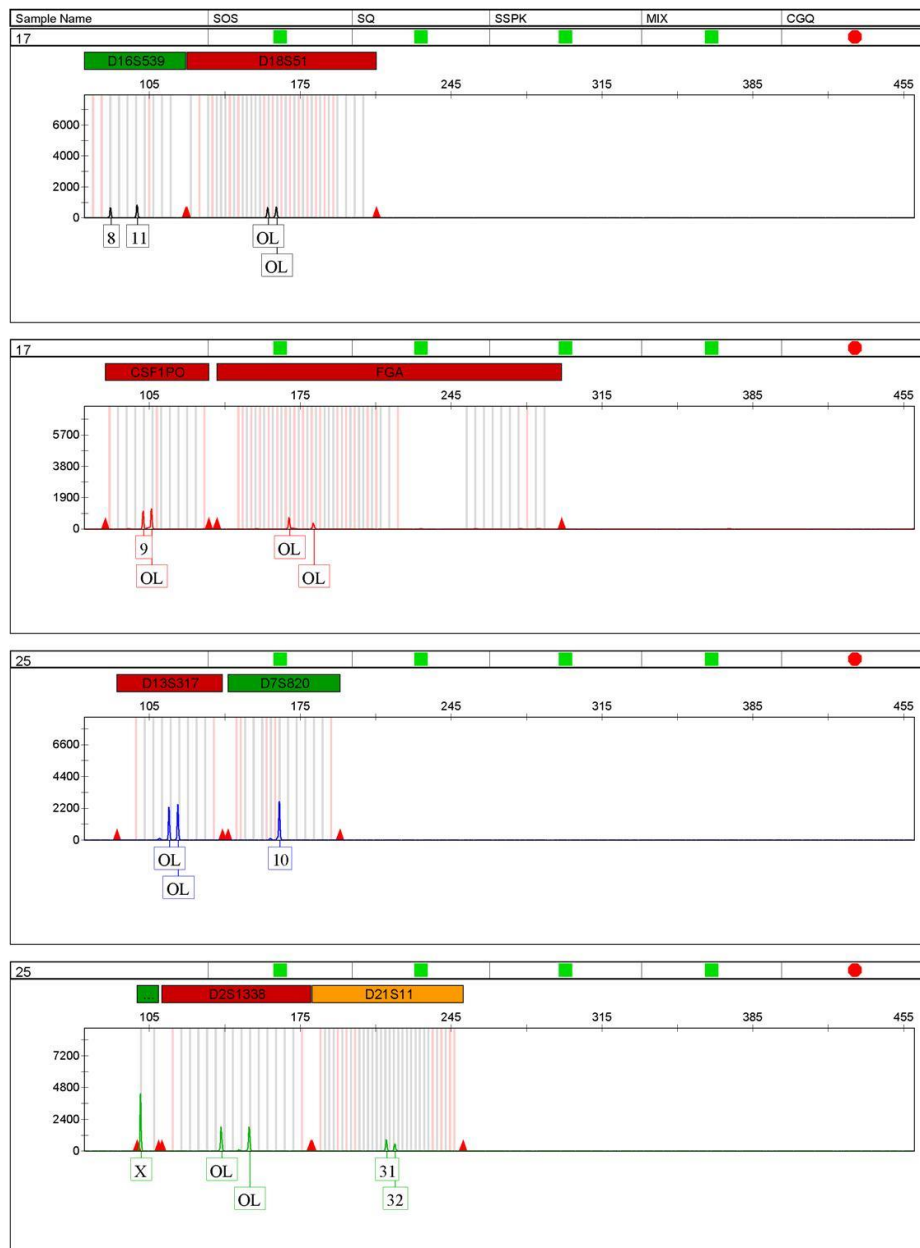 Sample Name SOS SQ SSPK MIX CGQ
17
D16S539 D18S51
105 175 245 315 385 455
6000
4000
2000
0
8 11 OL
OL
17
CSF1PO FGA
105 175 245 315 385 455
5700
3800
1900
0
9 OL
OL OL
25
D13S317 D7S820
105 175 245 315 385 455
6600
4400
2200
0
OL 10
OL
25
... D2S1338 D21S11
105 175 245 315 385 455
7200
4800
2400
0
X OL 31
OL 32